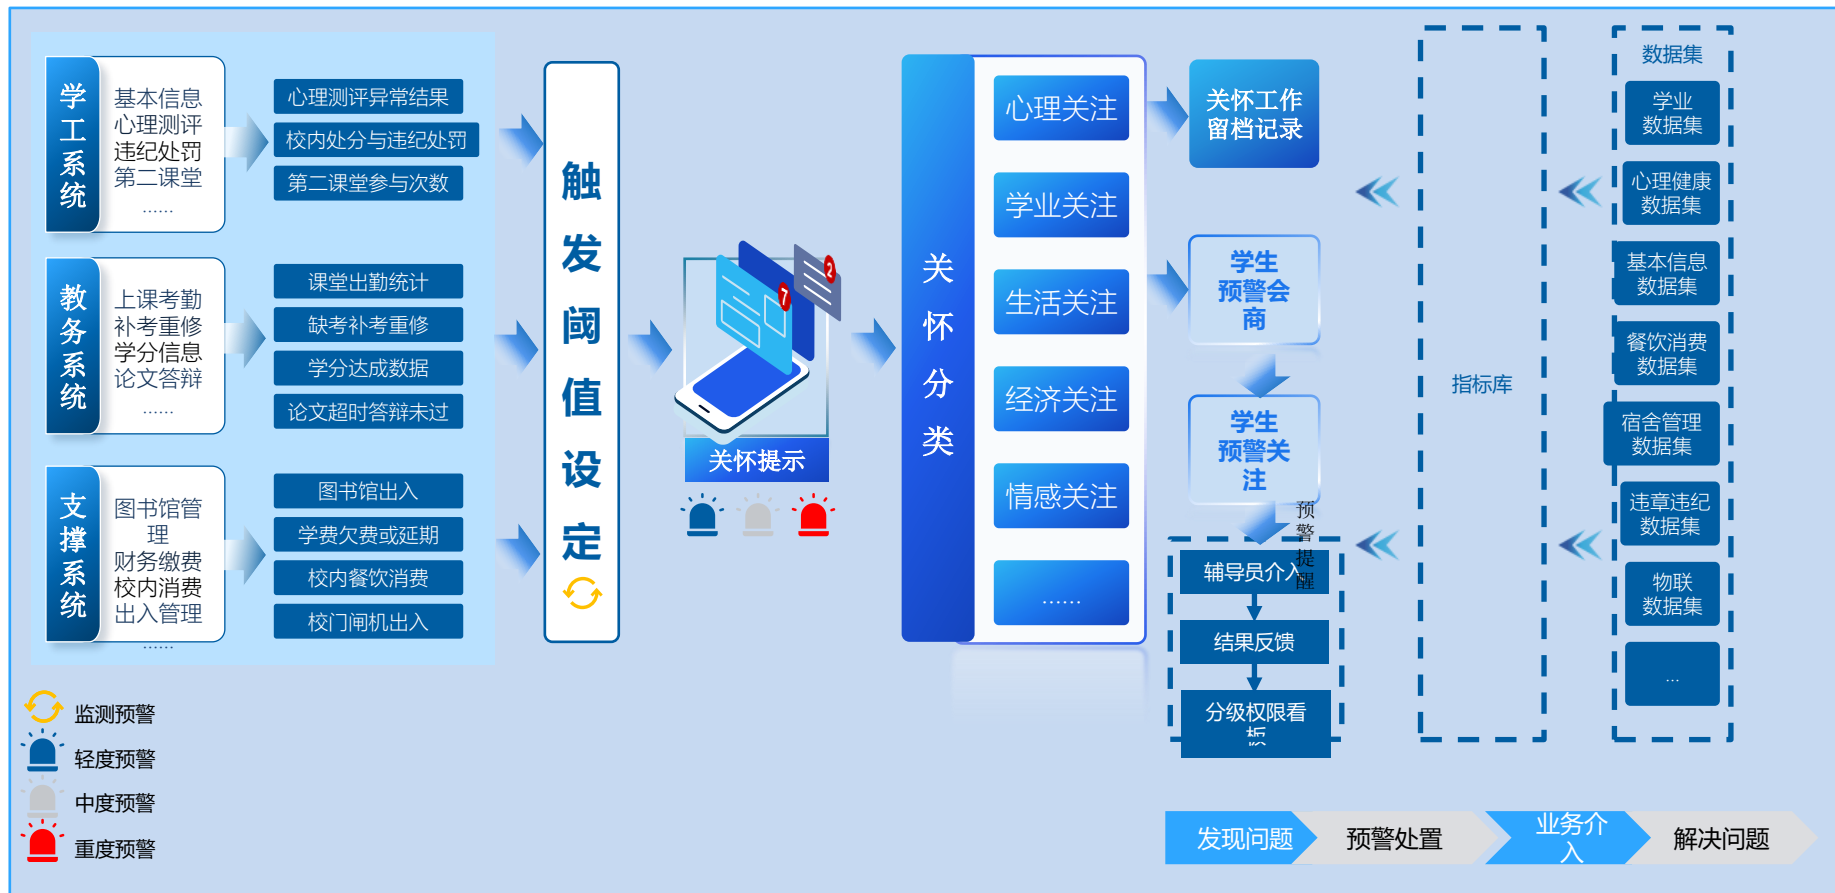 学工系统
基本信息
心理测评
违纪处罚
第二课堂
......
心理测评异常结果
校内处分与违纪处罚
第二课堂参与次数
教务系统
上课考勤
补考重修
学分信息
论文答辩
......
课堂出勤统计
缺考补考重修
学分达成数据
论文超时答辩未过
支撑系统
图书馆管
理
财务缴费
校内消费
出入管理
......
图书馆出入
学费欠费或延期
校内餐饮消费
校门闸机出入
触发阈值设定
7
2
关怀提示
关怀分类
心理关注
学业关注
生活关注
经济关注
情感关注
......
关怀工作
留档记录
学生
预警会
商
学生
预警关
注
预警提醒
辅导员介入
结果反馈
分级权限看
板
指标库
数据集
学业
数据集
心理健康
数据集
基本信息
数据集
餐饮消费
数据集
宿舍管理
数据集
违章违纪
数据集
物联
数据集
...
监测预警
轻度预警
中度预警
重度预警
发现问题
预警处置
业务介
入
解决问题